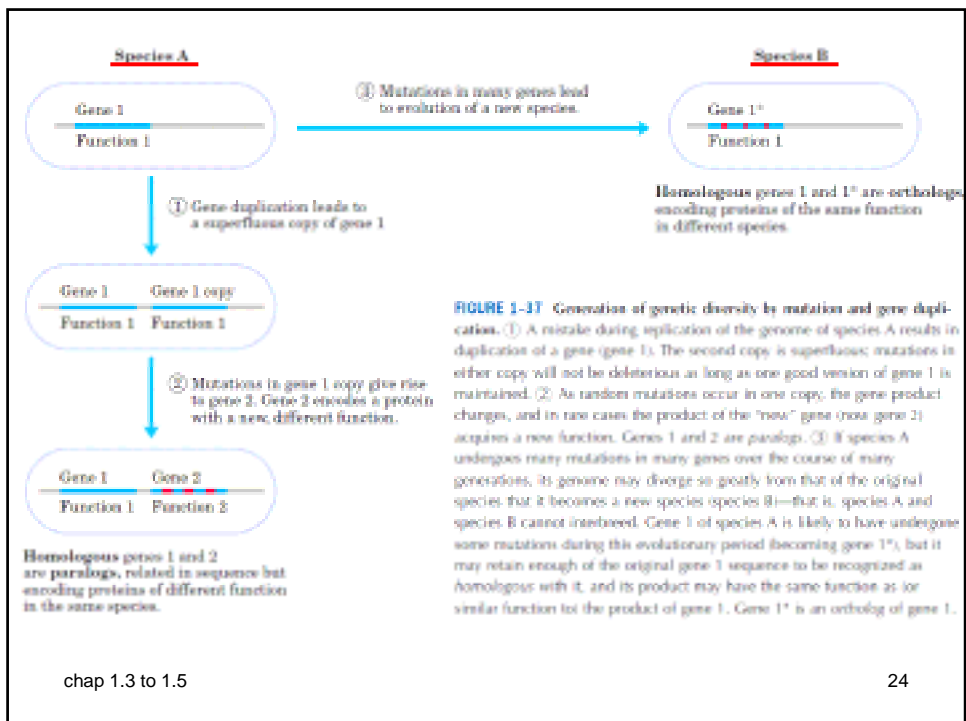 Species A
Species B
Gene 1
Function 1
③ Mutations in many genes lead
to evolution of a new species.
Gene 1*
Function 1
Homologous genes 1 and 1* are orthologs,
encoding proteins of the same function
in different species.
① Gene duplication leads to
a superfluous copy of gene 1
Gene 1
Gene 1 copy
Function 1
Function 1
② Mutations in gene 1 copy give rise
to gene 2. Gene 2 encodes a protein
with a new, different function.
Gene 1
Gene 2
Function 1
Function 2
Homologous genes 1 and 2
are paralogs, related in sequence but
encoding proteins of different function
in the same species.
FIGURE 1–37 Generation of genetic diversity by mutation and gene dupli-
cation. ① A mistake during replication of the genome of species A results in
duplication of a gene (gene 1). The second copy is superfluous; mutations in
either copy will not be deleterious as long as one good version of gene 1 is
maintained. ② As random mutations occur in one copy, the gene product
changes, and in rare cases the product of the "new" gene (now gene 2)
acquires a new function. Genes 1 and 2 are paralogs. ③ If species A
undergoes many mutations in many genes over the course of many
generations, its genome may diverge so greatly from that of the original
species that it becomes a new species (species B)—that is, species A and
species B cannot interbreed. Gene 1 of species A is likely to have undergone
some mutations during this evolutionary period (becoming gene 1*), but it
may retain enough of the original gene 1 sequence to be recognized as
homologous with it, and its product may have the same function as (or
similar function to) the product of gene 1. Gene 1* is an ortholog of gene 1.
chap 1.3 to 1.5
24